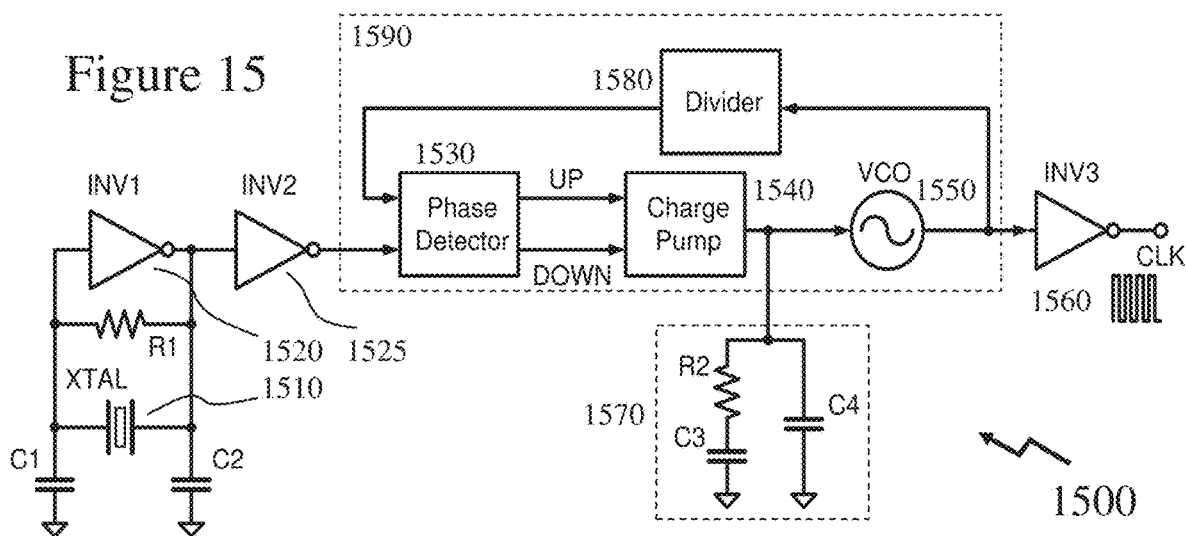 Figure 15
1590
1580
Divider
1530
INV1
INV2
UP
1540
VCO
1550
INV3
Phase
Detector
Charge
Pump
DOWN
CLK
1560
R1
1520
1525
XTAL
1510
R2
C4
1570
C3
C1
C2
1500